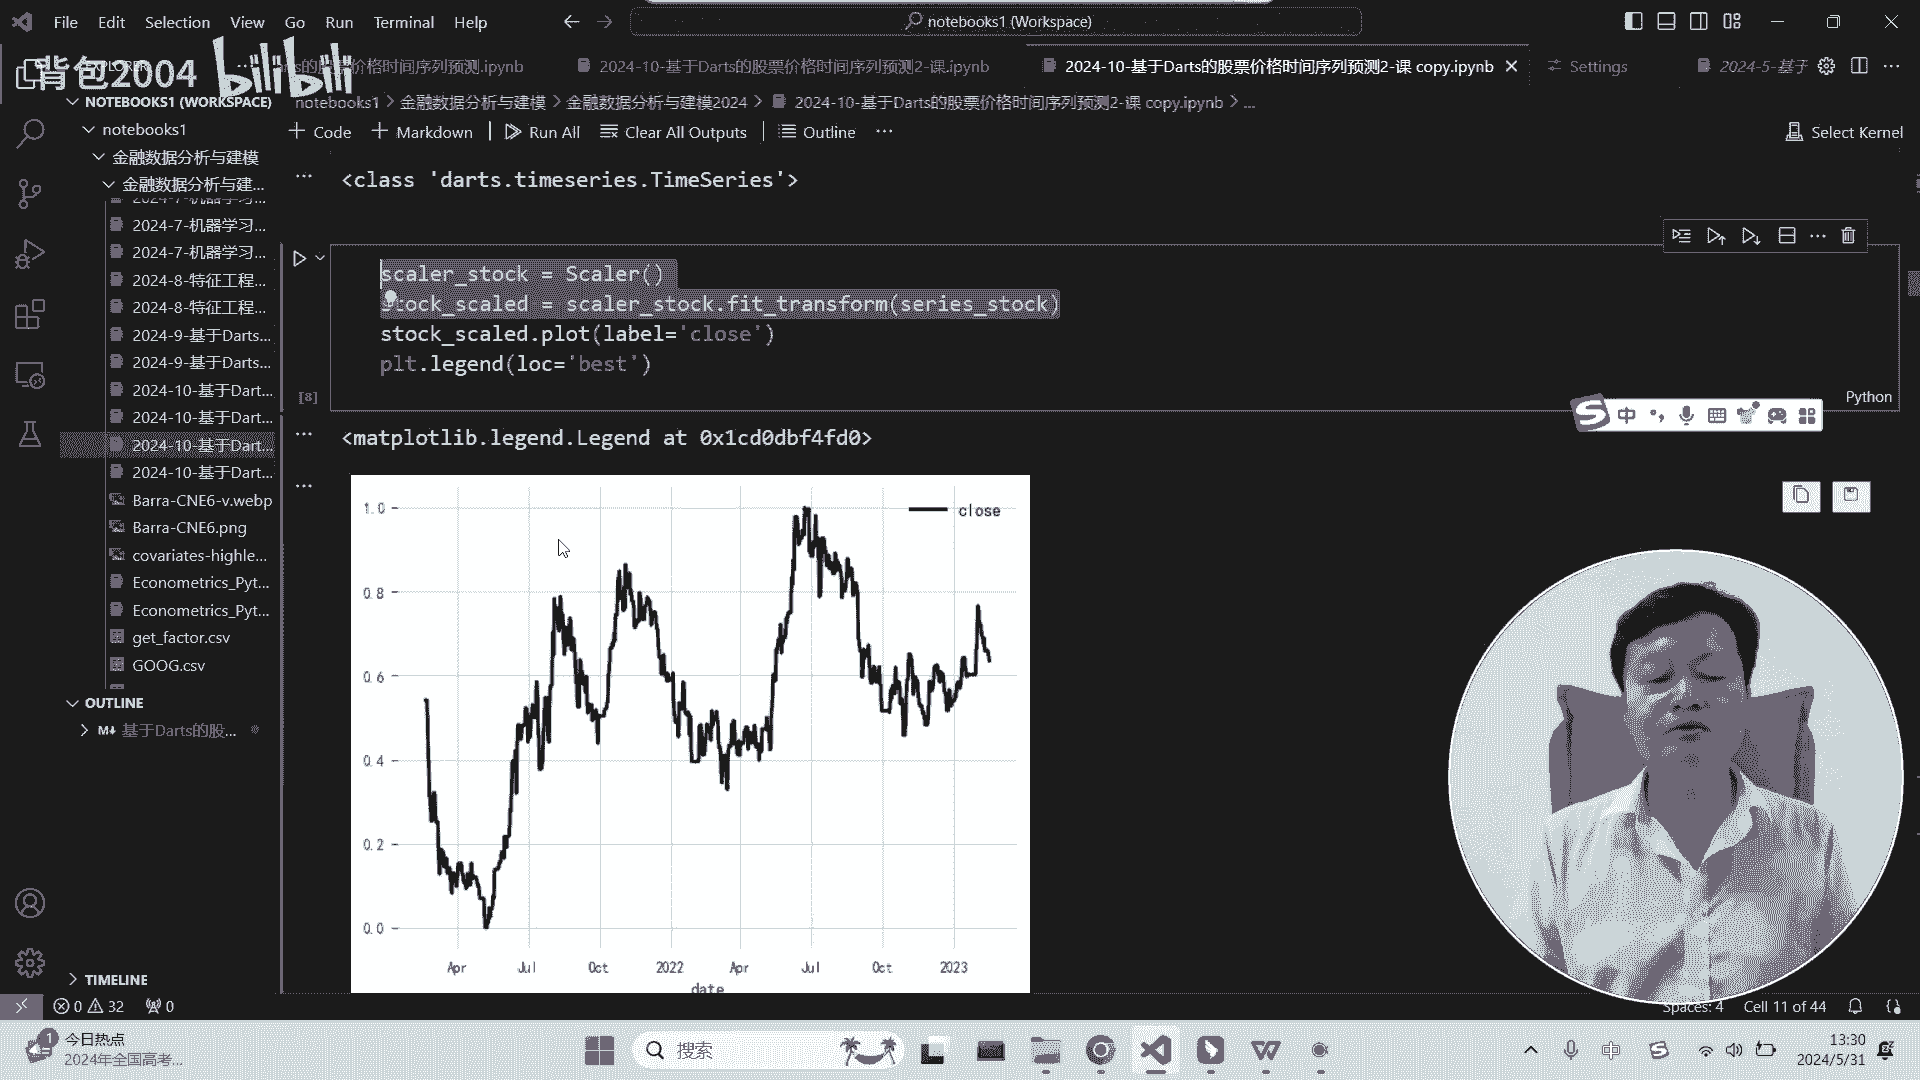 File Edit Selection View Go Run Terminal Help
notebooks1 (Workspace)
背包2004 bilibili
2024-10-基于Darts的股票价格时间序列预测2-课.ipynb
2024-10-基于Darts的股票价格时间序列预测2-课 copy.ipynb
Settings
2024-5-基于
NOTEBOOKS1 (WORKSPACE)
notebooks1 > 金融数据分析与建模 > 金融数据分析与建模2024 > 2024-10-基于Darts的股票价格时间序列预测2-课 copy.ipynb > ...
Code Markdown Run All Clear All Outputs Outline ...
Select Kernel
notebooks1
金融数据分析与建模
金融数据分析与建...
2024-7-机器学习...
2024-7-机器学习...
2024-8-特征工程...
2024-8-特征工程...
2024-9-基于Darts...
2024-9-基于Darts...
2024-10-基于Dart...
2024-10-基于Dart...
2024-10-基于Dart...
2024-10-基于Dart...
Barra-CNE6-v.webp
Barra-CNE6.png
covariates-highle...
Econometrics_Pyt...
Econometrics_Pyt...
get_factor.csv
GOOG.csv
OUTLINE
基于Darts的股...
TIMELINE
<class 'darts.timeseries.TimeSeries'>
scaler_stock = Scaler()
stock_scaled = scaler_stock.fit_transform(series_stock)
stock_scaled.plot(label='close')
plt.legend(loc='best')
[8]
Python
中
<matplotlib.legend.Legend at 0x1cd0dbf4fd0>
close
1.0
0.8
0.6
0.4
0.2
0.0
Apr Jul Oct 2022 Apr Jul Oct 2023
date
0 32 0
Spaces: 4 Cell 11 of 44
1
今日热点
2024年全国高考...
搜索
中
13:30
2024/5/31